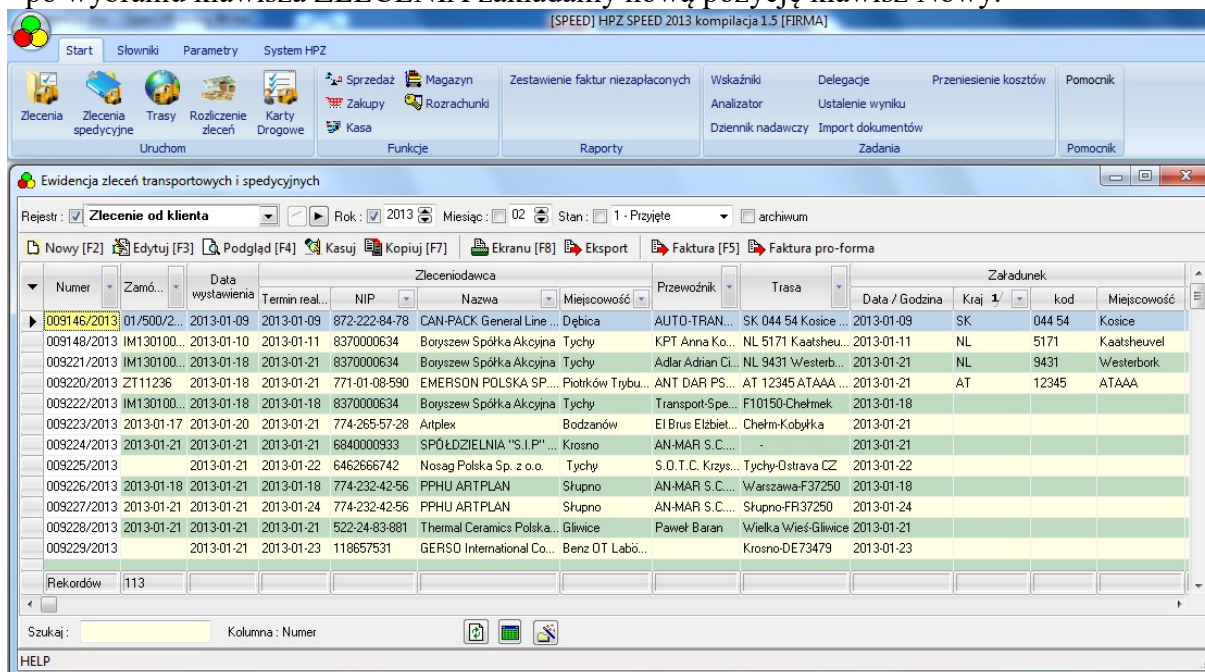 po wybraniu klawisza ZLECENIA zakładamy nową pozycję klawisz Nowy.
[SPEED] HPZ SPEED 2013 kompilacja 1.5 [FIRMA]
Start Słowniki Parametry System HPZ
Sprzedaż Magazyn Zestawienie faktur niezapłaconych Wskaźniki Delegacje Przeniesienie kosztów Pomocnik
Zakupy Rozrachunki Analizator Ustalenie wyniku
Zlecenia Zlecenia spedycyjne Trasy Rozliczenie zleceń Karty Drogowe Kasa Dziennik nadawczy Import dokumentów
Uruchom Funkcje Raporty Zadania Pomocnik
Ewidencja zleceń transportowych i spedycyjnych
Rejestr : Zlecenie od klienta Rok : 2013 Miesiąc : 02 Stan : 1 - Przyjęte archiwum
Nowy [F2] Edytuj [F3] Podgląd [F4] Kasuj Kopiuj [F7] Ekranu [F8] Eksport Faktura [F5] Faktura pro-forma
Numer Zamó... Data wystawienia Zleceniodawca Przewoźnik Trasa Załadunek
Termin real... NIP Nazwa Miejscowość Data / Godzina Kraj 1 kod Miejscowość
009146/2013 01/500/2... 2013-01-09 2013-01-09 872-222-84-78 CAN-PACK General Line ... Dębica AUTO-TRAN... SK 044 54 Kosice ... 2013-01-09 SK 044 54 Kosice
009148/2013 IM130100... 2013-01-10 2013-01-11 8370000634 Boryszew Spółka Akcyjna Tychy KPT Anna Ko... NL 5171 Kaatsheu... 2013-01-11 NL 5171 Kaatsheuvel
009221/2013 IM130100... 2013-01-18 2013-01-21 8370000634 Boryszew Spółka Akcyjna Tychy Adlar Adrian Ci... NL 9431 Westerb... 2013-01-21 NL 9431 Westerbork
009220/2013 ZT11236 2013-01-18 2013-01-21 771-01-08-590 EMERSON POLSKA SP.... Piotrków Trybu... ANT DAR PS... AT 12345 ATAAA ... 2013-01-21 AT 12345 ATAAA
009222/2013 IM130100... 2013-01-18 2013-01-18 8370000634 Boryszew Spółka Akcyjna Tychy Transport-Spe... F10150-Chełmek 2013-01-18
009223/2013 2013-01-17 2013-01-20 2013-01-21 774-265-57-28 Artplex Bodzanów El Brus Elżbiet... Chełm-Kobyłka 2013-01-21
009224/2013 2013-01-21 2013-01-21 2013-01-21 6840000933 SPÓŁDZIELNIA "S.I.P" ... Krosno AN-MAR S.C.... - 2013-01-21
009225/2013 2013-01-21 2013-01-22 6462666742 Nosag Polska Sp. z o.o. Tychy S.O.T.C. Krzys... Tychy-Ostrava CZ 2013-01-22
009226/2013 2013-01-18 2013-01-21 2013-01-18 774-232-42-56 PPHU ARTPLAN Słupno AN-MAR S.C.... Warszawa-F37250 2013-01-18
009227/2013 2013-01-21 2013-01-21 2013-01-24 774-232-42-56 PPHU ARTPLAN Słupno AN-MAR S.C.... Słupno-FR37250 2013-01-24
009228/2013 2013-01-21 2013-01-21 2013-01-21 522-24-83-881 Thermal Ceramics Polska... Gliwice Paweł Baran Wielka Wieś-Gliwice 2013-01-21
009229/2013 2013-01-21 2013-01-23 118657531 GERSO International Co... Benz OT Labö... Krosno-DE73479 2013-01-23
Rekordów 113
Szukaj : Kolumna : Numer
HELP